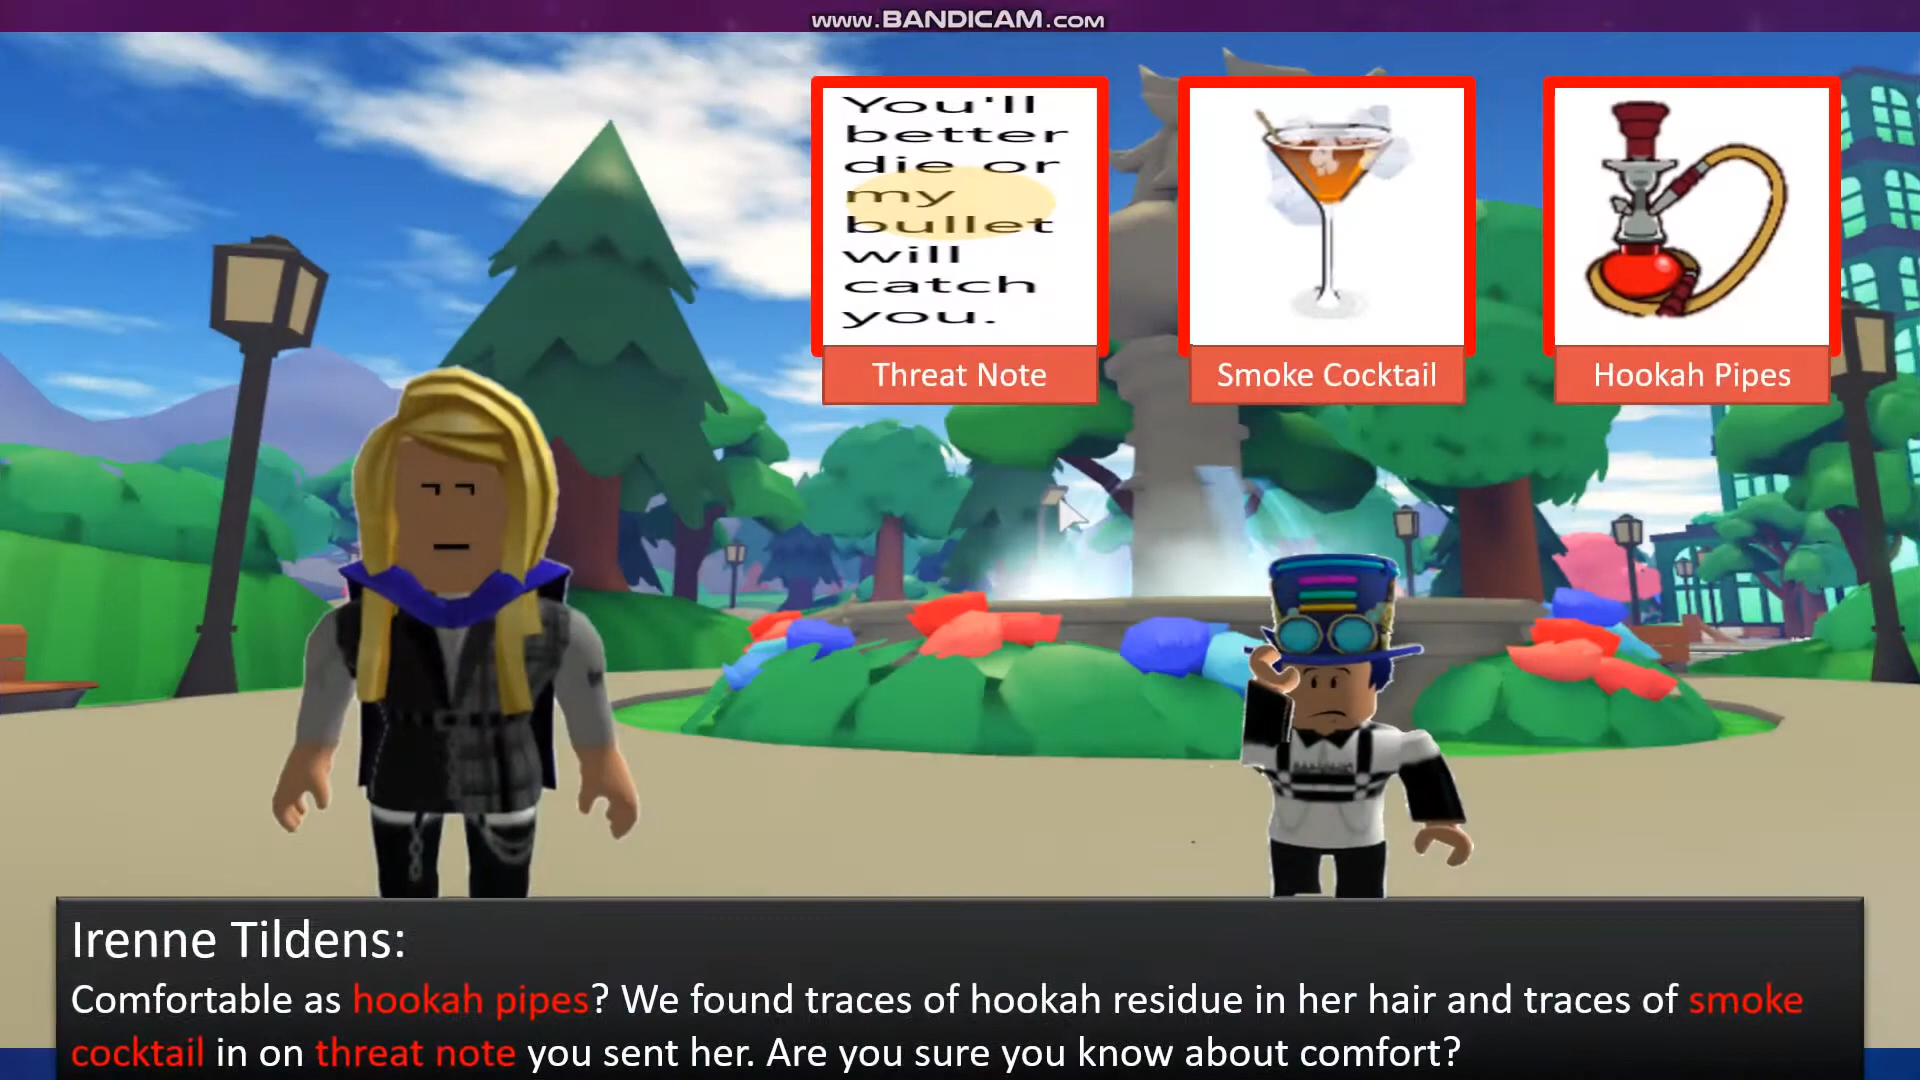 www.BANDICAM.com
You'll
better
die or
my
bullet
will
catch
you.
Threat Note
Smoke Cocktail
Hookah Pipes
Irenne Tildens:
Comfortable as hookah pipes? We found traces of hookah residue in her hair and traces of smoke
cocktail in on threat note you sent her. Are you sure you know about comfort?